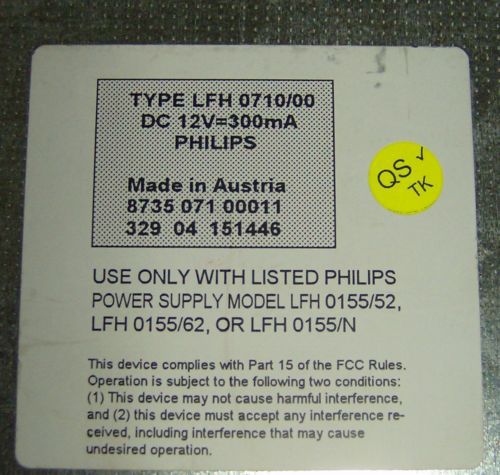 TYPE LFH 0710/00
DC 12V=300mA
PHILIPS
Made in Austria
8735 071 00011
329 04 151446
QS ✓
TK
USE ONLY WITH LISTED PHILIPS
POWER SUPPLY MODEL LFH 0155/52,
LFH 0155/62, OR LFH 0155/N
This device complies with Part 15 of the FCC Rules.
Operation is subject to the following two conditions:
(1) This device may not cause harmful interference,
and (2) this device must accept any interference re-
ceived, including interference that may cause
undesired operation.